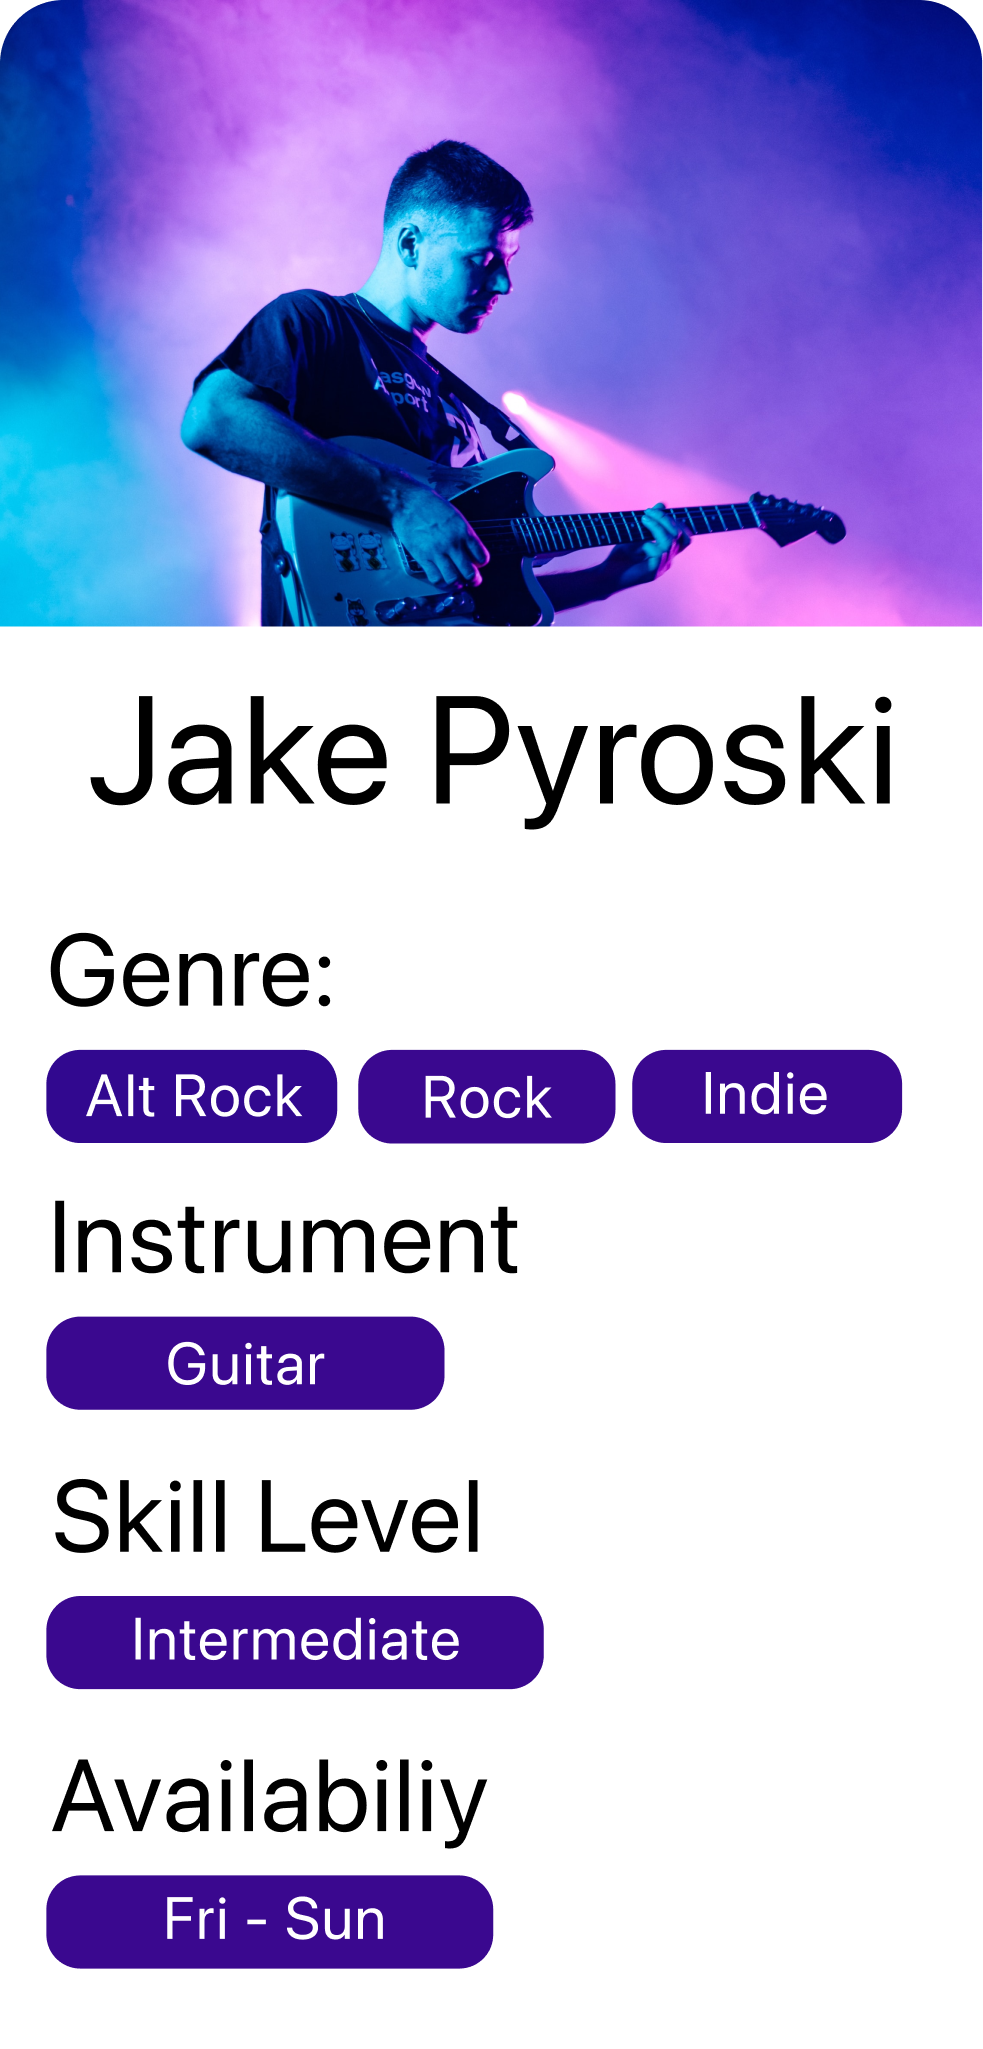 Jake Pyroski
Genre:
Alt Rock Rock Indie
Instrument
Guitar
Skill Level
Intermediate
Availabiliy
Fri - Sun